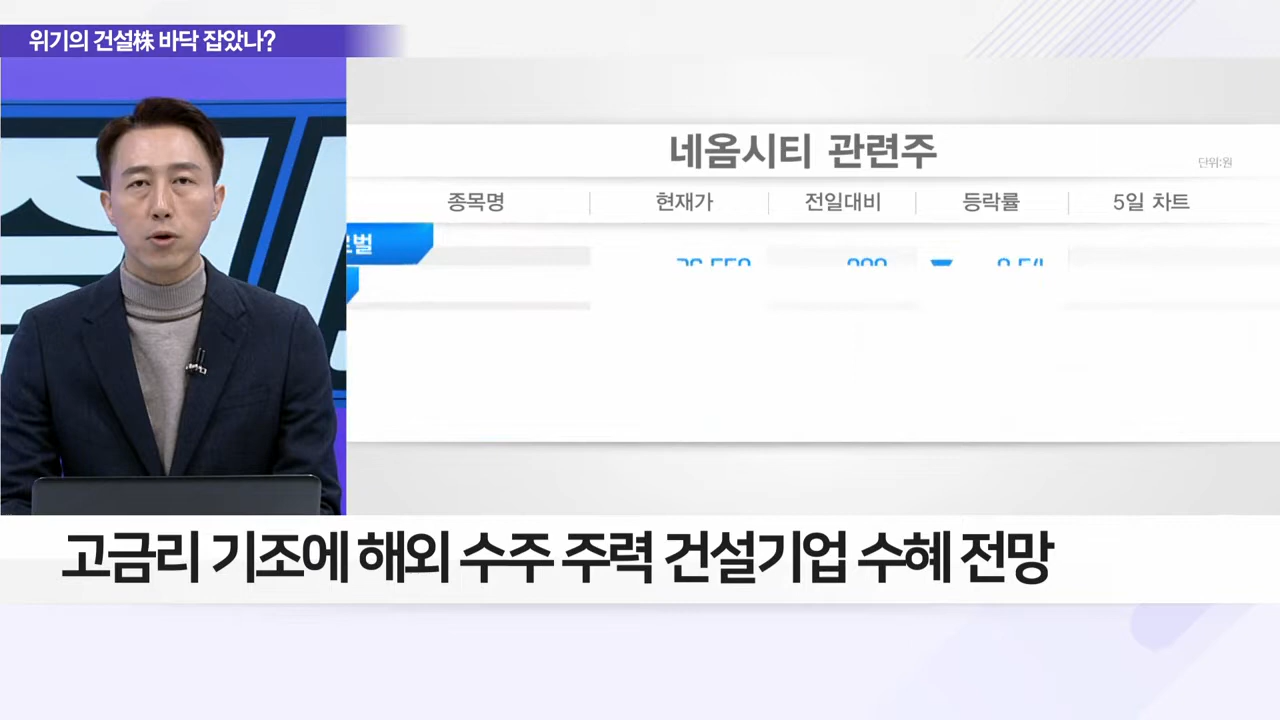 위기의 건설株 바닥 잡았나?
네옴시티 관련주
단위:원
종목명 현재가 전일대비 등락률 5일 차트
고금리 기조에 해외 수주 주력 건설기업 수혜 전망